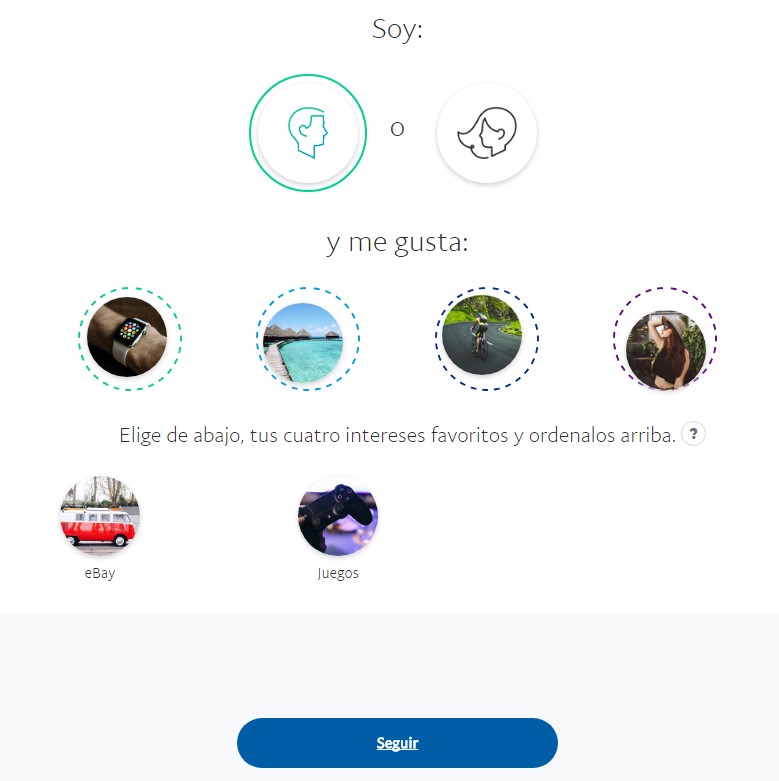 Soy:
o
y me gusta:
Elige de abajo, tus cuatro intereses favoritos y ordenalos arriba. ?
eBay
Juegos
Seguir